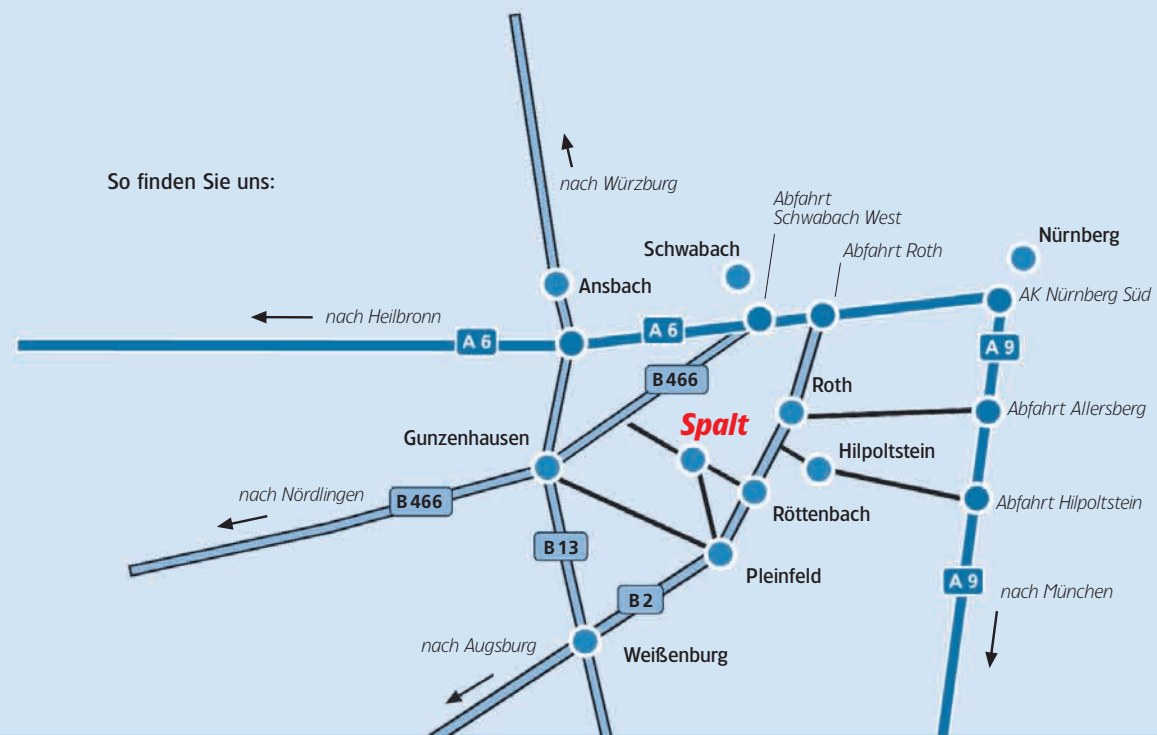 So finden Sie uns:
nach Würzburg
Abfahrt
Schwabach West
Schwabach
Abfahrt Roth
Nürnberg
Ansbach
AK Nürnberg Süd
nach Heilbronn
A 6
A 6
A 9
B 466
Roth
Abfahrt Allersberg
Spalt
Gunzenhausen
Hilpoltstein
nach Nördlingen
B 466
Röttenbach
Abfahrt Hilpoltstein
B 13
Pleinfeld
A 9
nach München
B 2
nach Augsburg
Weißenburg